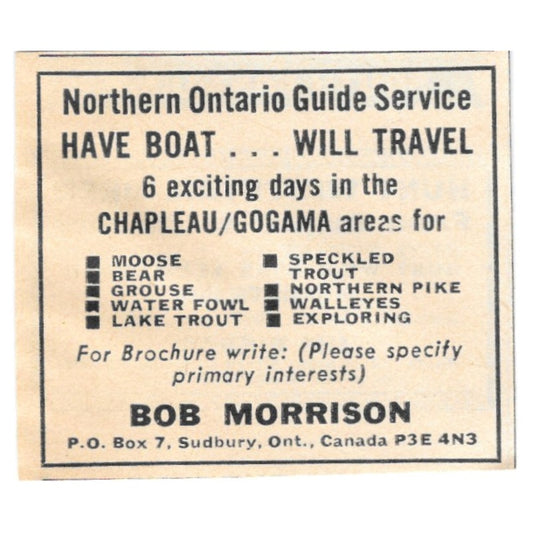 Northern Ontario Guide Service
HAVE BOAT . . . WILL TRAVEL
6 exciting days in the
CHAPLEAU/GOGAMA areas for
■ MOOSE
■ BEAR
■ GROUSE
■ WATER FOWL
■ LAKE TROUT
■ SPECKLED
TROUT
■ NORTHERN PIKE
■ WALLEYES
■ EXPLORING
For Brochure write: (Please specify
primary interests)
BOB MORRISON
P.O. Box 7, Sudbury, Ont., Canada P3E 4N3